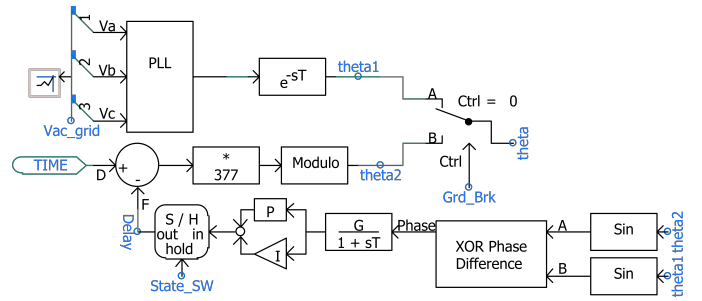 1
Va
2
Vb
3
Vc
Vac_grid
PLL
e-sT
theta1
A
B
Ctrl = 0
Ctrl
theta
Grd_Brk
TIME
D
+
-
F
*
377
Modulo
theta2
Delay
S / H
out in
hold
State_SW
P
I
G
1 + sT
Phase
XOR Phase
Difference
A
B
Sin
Sin
theta2
theta1